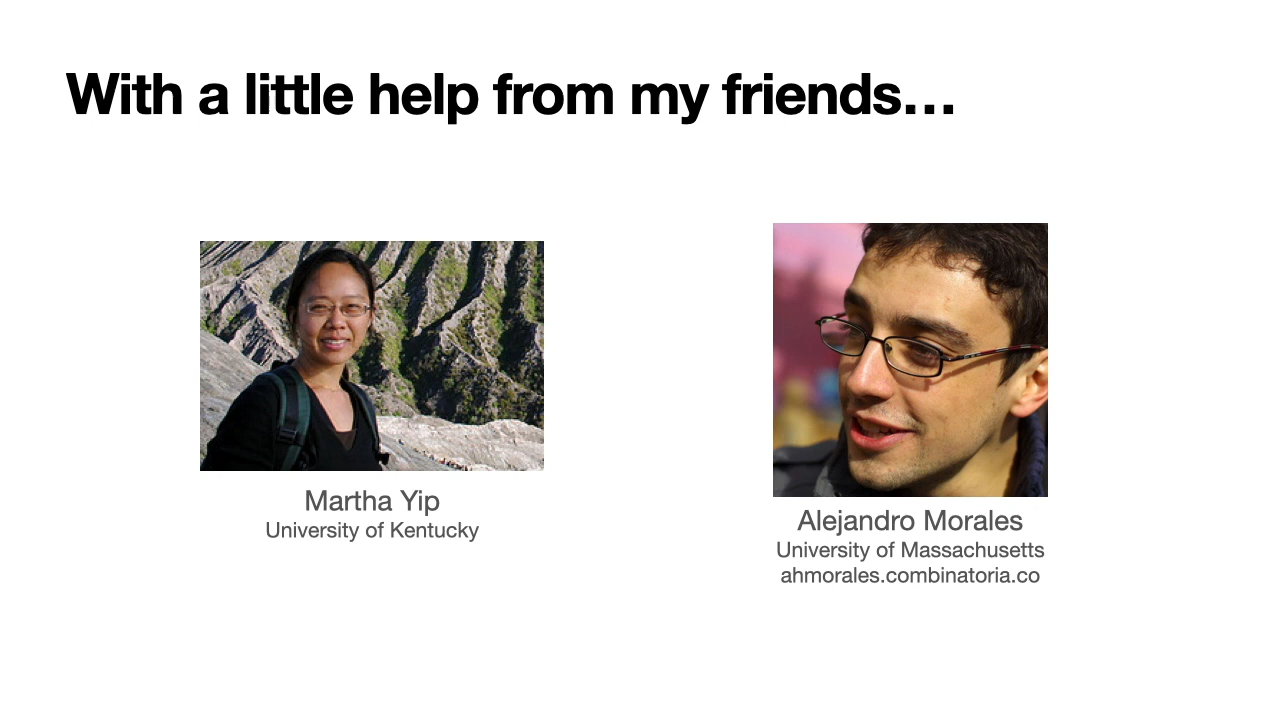 With a little help from my friends…
Martha Yip
University of Kentucky
Alejandro Morales
University of Massachusetts
ahmorales.combinatoria.co